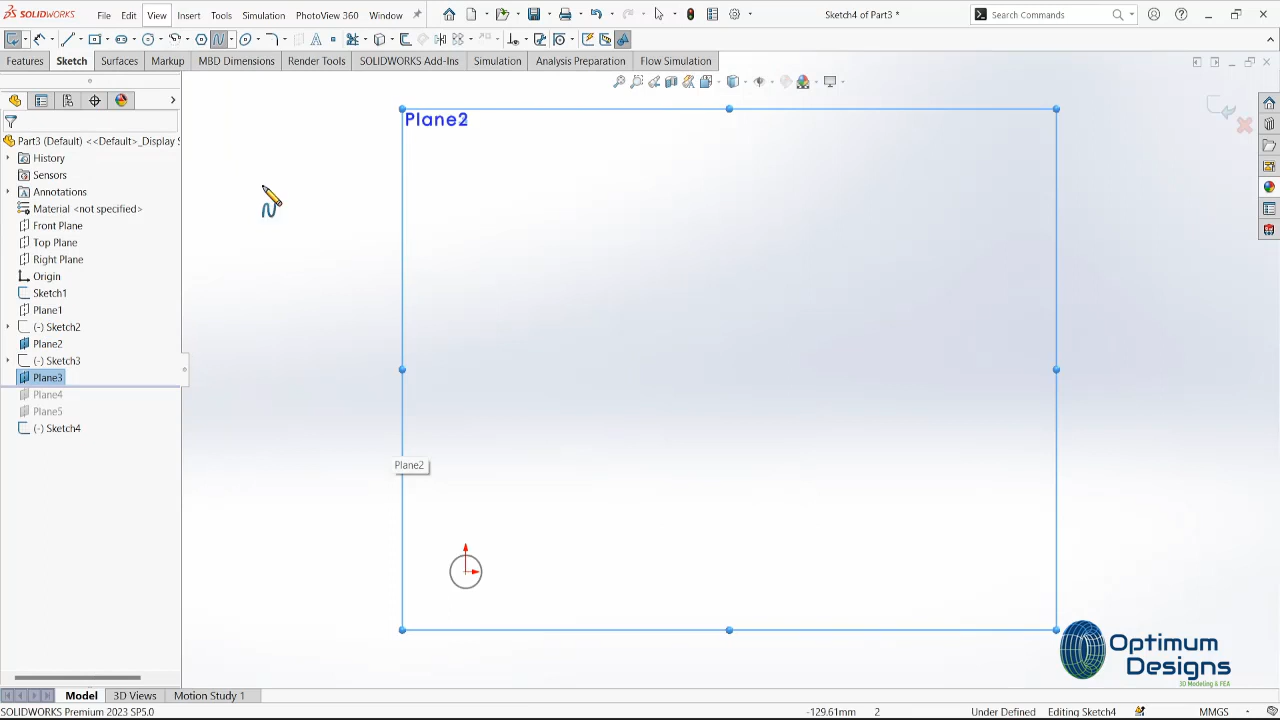 SOLIDWORKS File Edit View Insert Tools Simulation PhotoView 360 Window Sketch4 of Part3 * Search Commands
Features Sketch Surfaces Markup MBD Dimensions Render Tools SOLIDWORKS Add-Ins Simulation Analysis Preparation Flow Simulation
Plane2
Part3 (Default) <<Default>_Display S
History
Sensors
Annotations
Material <not specified>
Front Plane
Top Plane
Right Plane
Origin
Sketch1
Plane1
(-) Sketch2
Plane2
(-) Sketch3
Plane3
Plane4
Plane5
(-) Sketch4
Plane2
Optimum
Designs
3D Modeling & FEA
Model 3D Views Motion Study 1
SOLIDWORKS Premium 2023 SP5.0 -129.61mm 2 Under Defined Editing Sketch4 MMGS